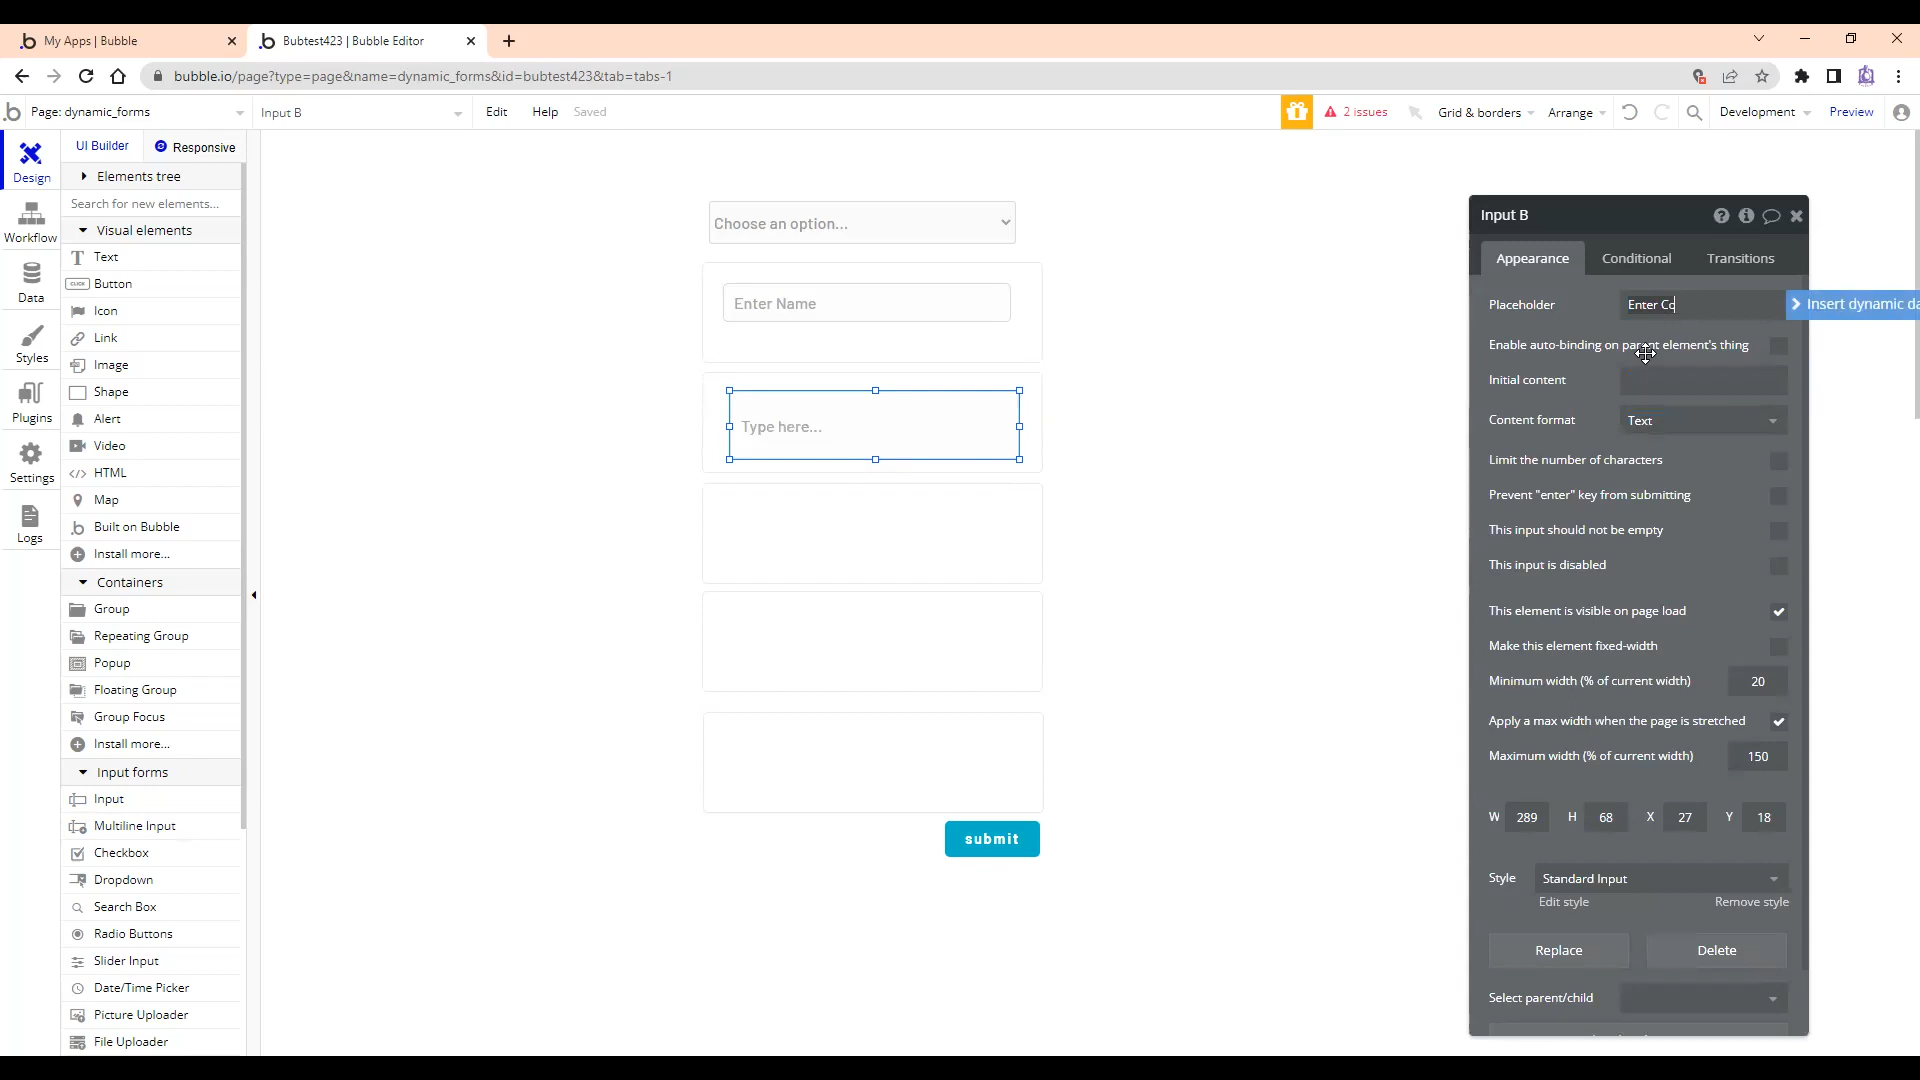 My Apps | Bubble
Bubtest423 | Bubble Editor
bubble.io/page?type=page&name=dynamic_forms&id=bubtest423&tab=tabs-1
Page: dynamic_forms
Input B
Edit
Help
Saved
2 issues
Grid & borders
Arrange
Development
Preview
Design
Workflow
Data
Styles
Plugins
Settings
Logs
UI Builder
Responsive
Elements tree
Search for new elements...
Visual elements
Text
CLICK
Button
Icon
Link
Image
Shape
Alert
Video
HTML
Map
Built on Bubble
Install more...
Containers
Group
Repeating Group
Popup
Floating Group
Group Focus
Install more...
Input forms
Input
Multiline Input
Checkbox
Dropdown
Search Box
Radio Buttons
Slider Input
Date/Time Picker
Picture Uploader
File Uploader
Choose an option...
Enter Name
Type here...
submit
Input B
Appearance
Conditional
Transitions
Placeholder
Enter Co
Insert dynamic da
Enable auto-binding on parent element's thing
Initial content
Content format
Text
Limit the number of characters
Prevent "enter" key from submitting
This input should not be empty
This input is disabled
This element is visible on page load
Make this element fixed-width
Minimum width (% of current width)
20
Apply a max width when the page is stretched
Maximum width (% of current width)
150
W 289 H 68 X 27 Y 18
Style
Standard Input
Edit style
Remove style
Replace
Delete
Select parent/child